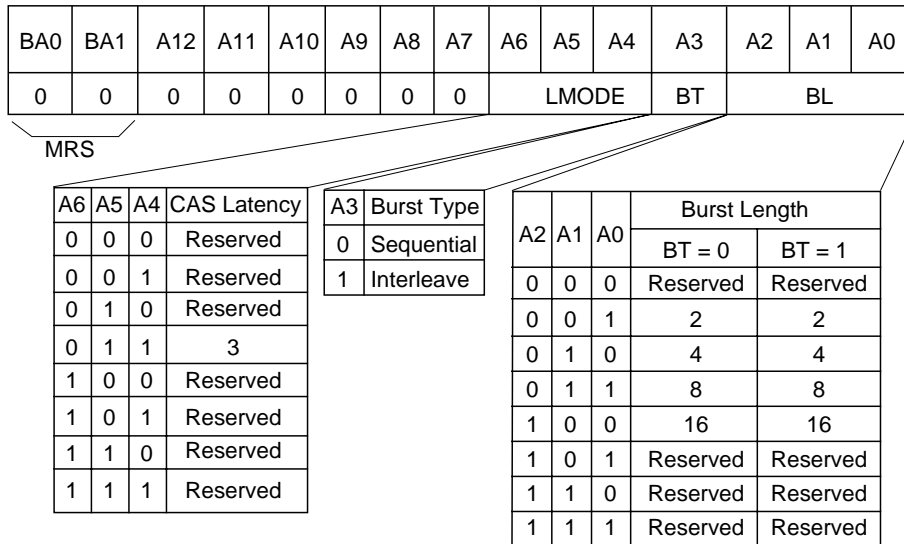 BA0 BA1 A12 A11 A10 A9 A8 A7 A6 A5 A4 A3 A2 A1 A0
0 0 0 0 0 0 0 0 LMODE BT BL
MRS
A6 A5 A4 CAS Latency
0 0 0 Reserved
0 0 1 Reserved
0 1 0 Reserved
0 1 1 3
1 0 0 Reserved
1 0 1 Reserved
1 1 0 Reserved
1 1 1 Reserved
A3 Burst Type
0 Sequential
1 Interleave
A2 A1 A0 Burst Length
BT = 0 BT = 1
0 0 0 Reserved Reserved
0 0 1 2 2
0 1 0 4 4
0 1 1 8 8
1 0 0 16 16
1 0 1 Reserved Reserved
1 1 0 Reserved Reserved
1 1 1 Reserved Reserved